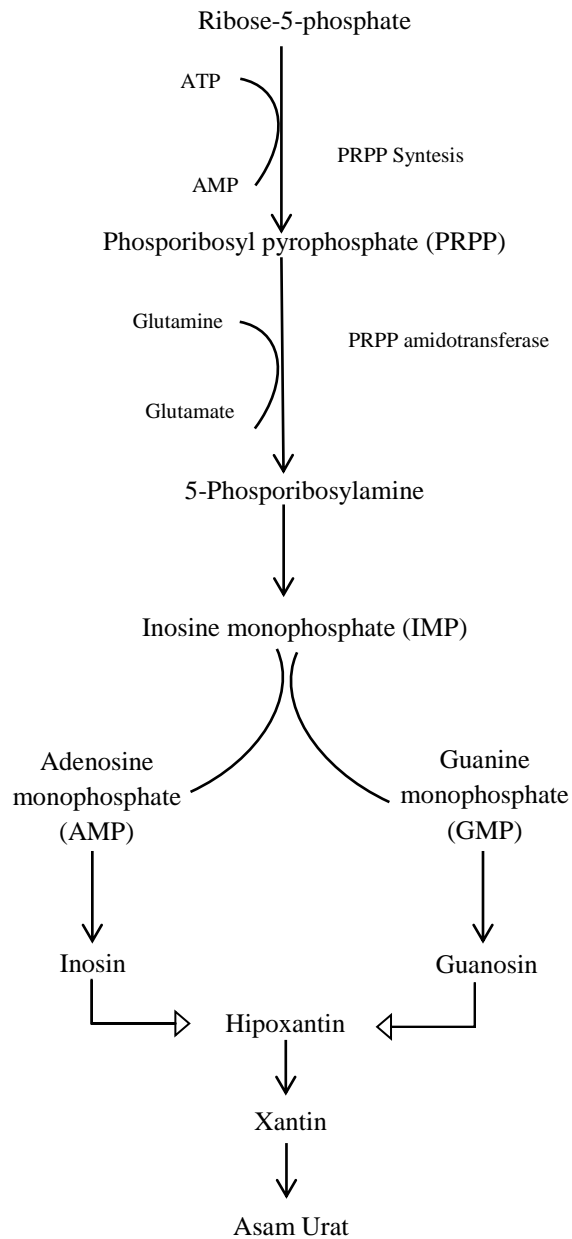 Ribose-5-phosphate
ATP
PRPP Syntesis
AMP
Phosporibosyl pyrophosphate (PRPP)
Glutamine
PRPP amidotransferase
Glutamate
5-Phosporibosylamine
Inosine monophosphate (IMP)
Adenosine
monophosphate
(AMP)
Guanine
monophosphate
(GMP)
Inosin
Guanosin
Hipoxantin
Xantin
Asam Urat